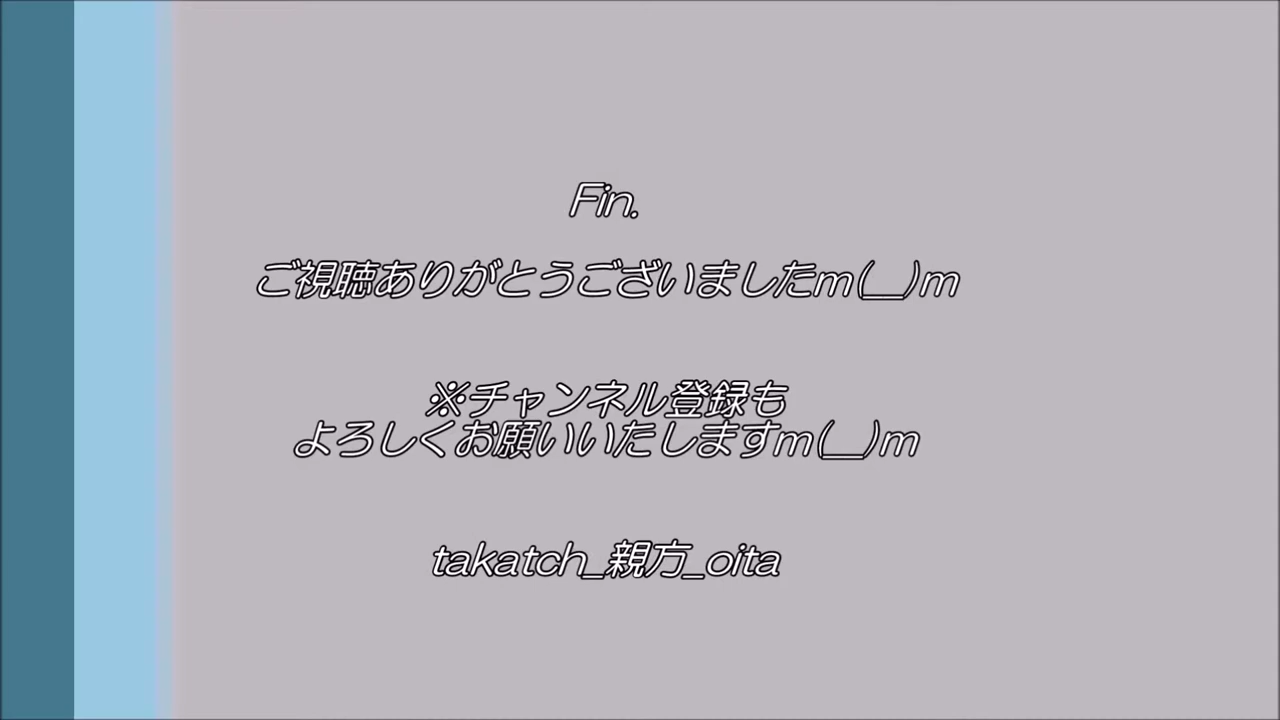 Fin.
ご視聴ありがとうございましたm(__)m
※チャンネル登録も
よろしくお願いいたしますm(__)m
takatch_親方_oita